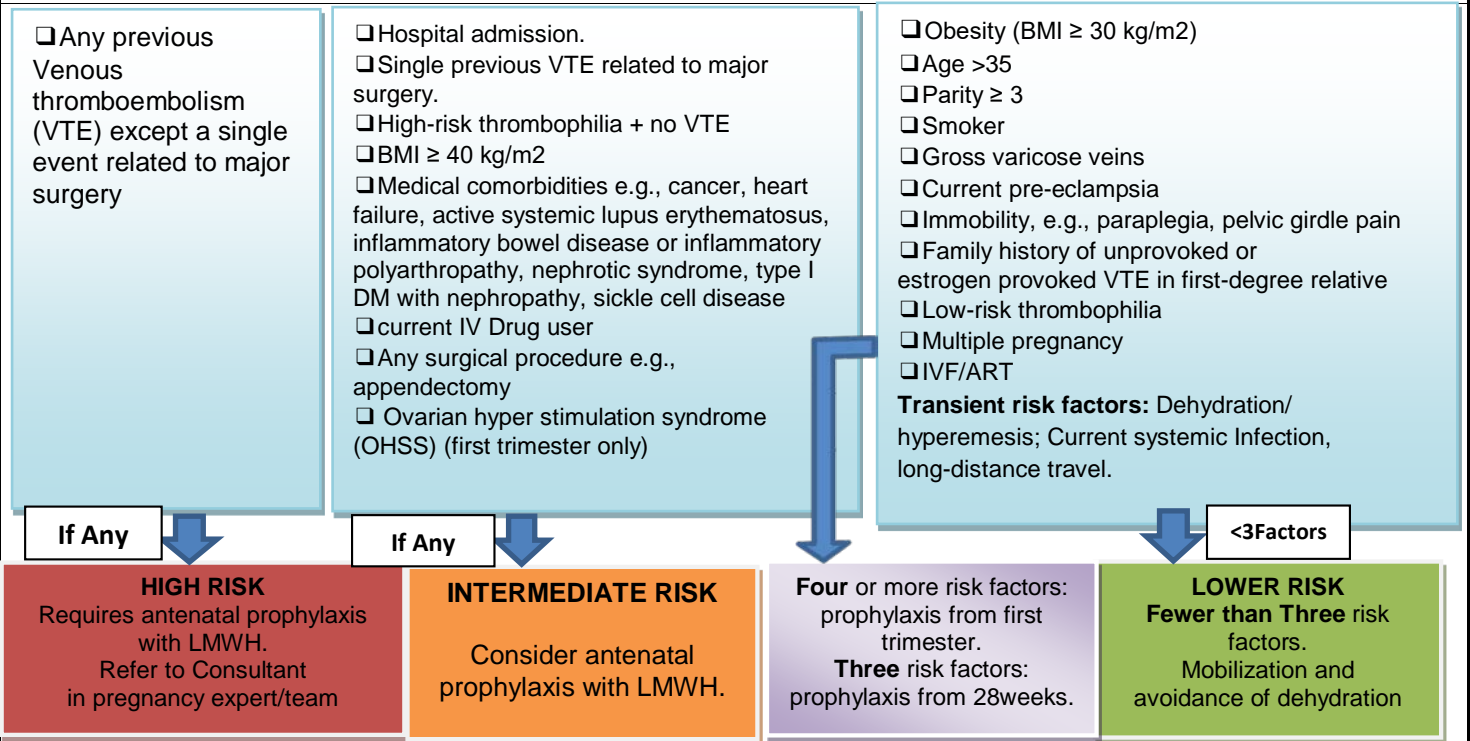 ❑Any previous
Venous
thromboembolism
(VTE) except a single
event related to major
surgery
❑Hospital admission.
❑Single previous VTE related to major
surgery.
❑High-risk thrombophilia + no VTE
❑BMI ≥ 40 kg/m2
❑Medical comorbidities e.g., cancer, heart
failure, active systemic lupus erythematosus,
inflammatory bowel disease or inflammatory
polyarthropathy, nephrotic syndrome, type I
DM with nephropathy, sickle cell disease
❑current IV Drug user
❑Any surgical procedure e.g.,
appendectomy
❑ Ovarian hyper stimulation syndrome
(OHSS) (first trimester only)
❑Obesity (BMI ≥ 30 kg/m2)
❑Age >35
❑Parity ≥ 3
❑Smoker
❑Gross varicose veins
❑Current pre-eclampsia
❑Immobility, e.g., paraplegia, pelvic girdle pain
❑Family history of unprovoked or
estrogen provoked VTE in first-degree relative
❑Low-risk thrombophilia
❑Multiple pregnancy
❑IVF/ART
Transient risk factors: Dehydration/
hyperemesis; Current systemic Infection,
long-distance travel.
If Any
If Any
<3Factors
HIGH RISK
Requires antenatal prophylaxis
with LMWH.
Refer to Consultant
in pregnancy expert/team
INTERMEDIATE RISK
Consider antenatal
prophylaxis with LMWH.
Four or more risk factors:
prophylaxis from first
trimester.
Three risk factors:
prophylaxis from 28weeks.
LOWER RISK
Fewer than Three risk
factors.
Mobilization and
avoidance of dehydration